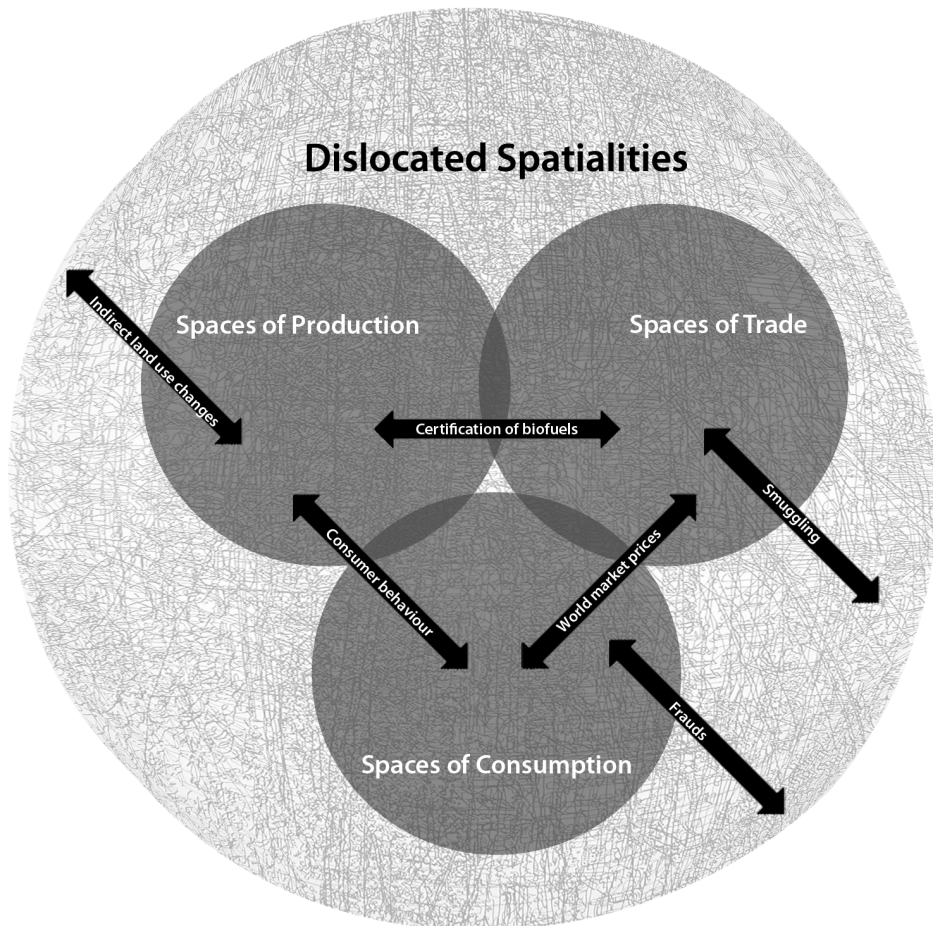 Dislocated Spatialities
Spaces of Production
Spaces of Trade
Indirect land use changes
Certification of biofuels
Smuggling
Consumer behaviour
World market prices
Frauds
Spaces of Consumption